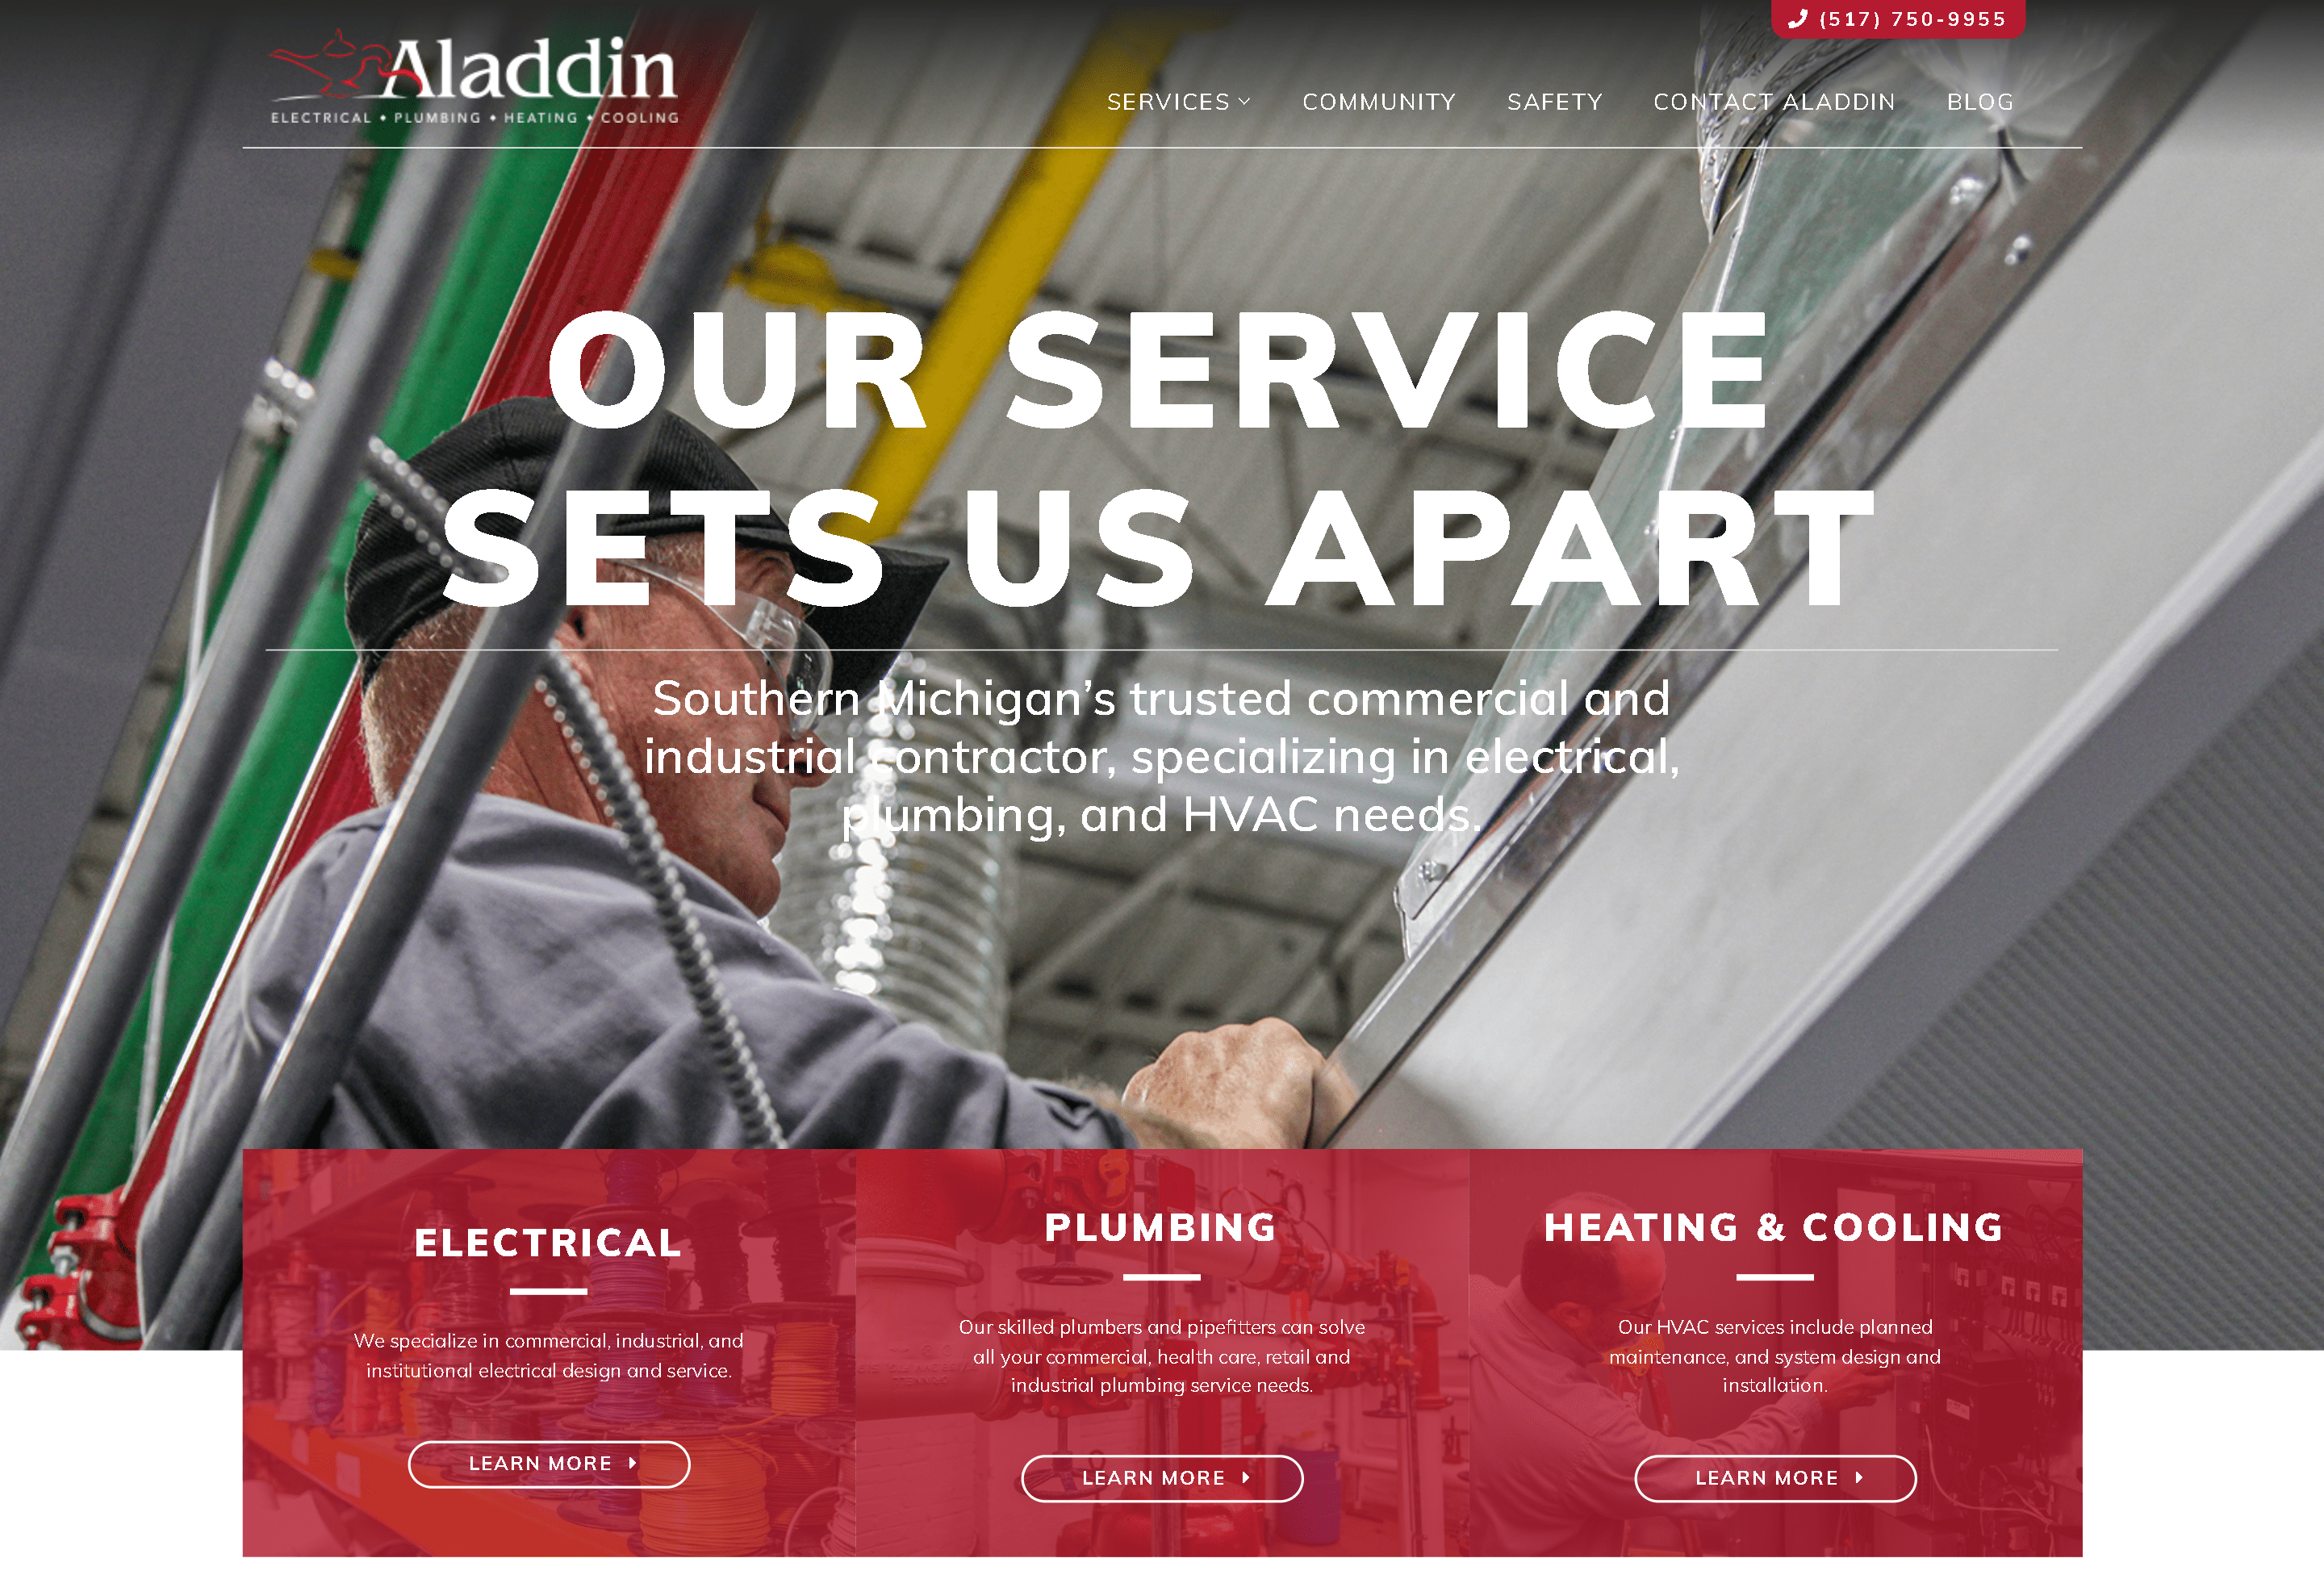 (517) 750-9955
Aladdin
ELECTRICAL • PLUMBING • HEATING • COOLING
SERVICES COMMUNITY SAFETY CONTACT ALADDIN BLOG
OUR SERVICE
SETS US APART
Southern Michigan’s trusted commercial and
industrial contractor, specializing in electrical,
plumbing, and HVAC needs.
ELECTRICAL
We specialize in commercial, industrial, and
institutional electrical design and service.
LEARN MORE
PLUMBING
Our skilled plumbers and pipefitters can solve
all your commercial, health care, retail and
industrial plumbing service needs.
LEARN MORE
HEATING & COOLING
Our HVAC services include planned
maintenance, and system design and
installation.
LEARN MORE